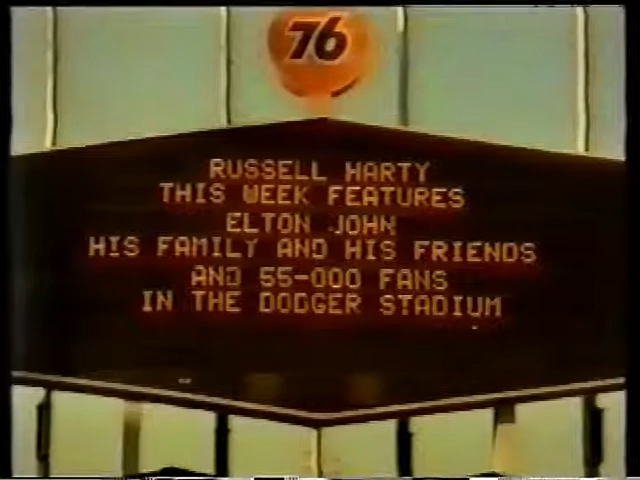 76
RUSSELL HARTY
THIS WEEK FEATURES
ELTON JOHN
HIS FAMILY AND HIS FRIENDS
AND 55-000 FANS
IN THE DODGER STADIUM